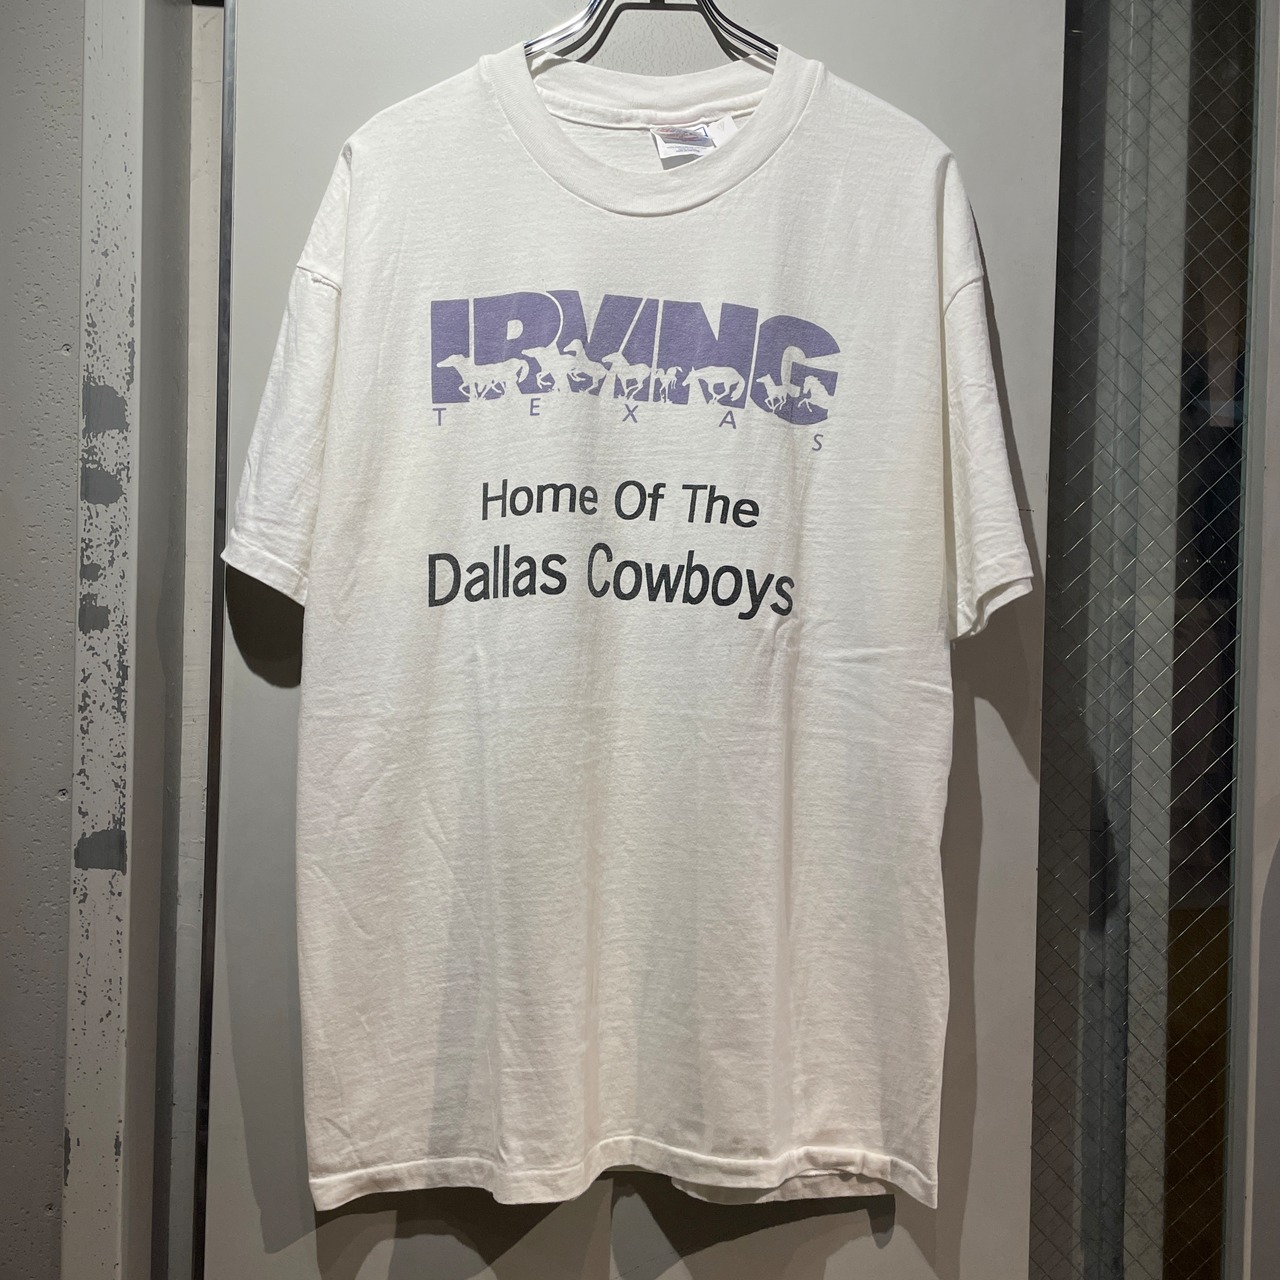 IRVING
TEXAS
Home Of The
Dallas Cowboys